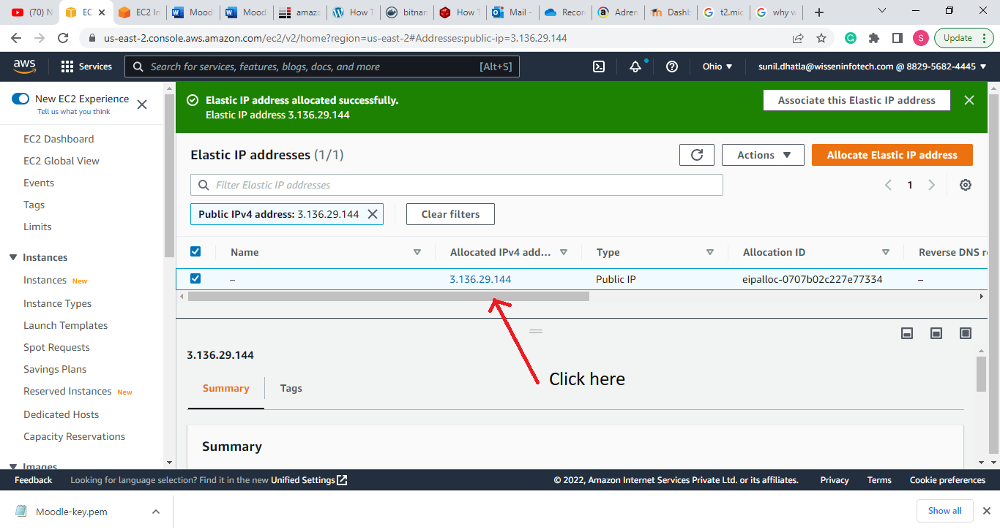 (70) N
EC
EC2 In
Mood
Mood
amaz
How T
bitnan
How T
Mail -
Recor
Adren
Dashb
t2.mic
why w
us-east-2.console.aws.amazon.com/ec2/v2/home?region=us-east-2#Addresses:public-ip=3.136.29.144
S
Update
aws
Services
Search for services, features, blogs, docs, and more
[Alt+S]
Ohio
sunil.dhatla@wisseninfotech.com @ 8829-5682-4445
New EC2 Experience
Tell us what you think
EC2 Dashboard
EC2 Global View
Events
Tags
Limits
Instances
Instances New
Instance Types
Launch Templates
Spot Requests
Savings Plans
Reserved Instances New
Dedicated Hosts
Capacity Reservations
Images
Elastic IP address allocated successfully.
Elastic IP address 3.136.29.144
Associate this Elastic IP address
Elastic IP addresses (1/1)
Actions
Allocate Elastic IP address
Filter Elastic IP addresses
1
Public IPv4 address: 3.136.29.144
Clear filters
Name
Allocated IPv4 add...
Type
Allocation ID
Reverse DNS r
–
3.136.29.144
Public IP
eipalloc-0707b02c227e77334
–
3.136.29.144
Click here
Summary
Tags
Summary
Feedback
Looking for language selection? Find it in the new Unified Settings
© 2022, Amazon Internet Services Private Ltd. or its affiliates.
Privacy
Terms
Cookie preferences
Moodle-key.pem
Show all